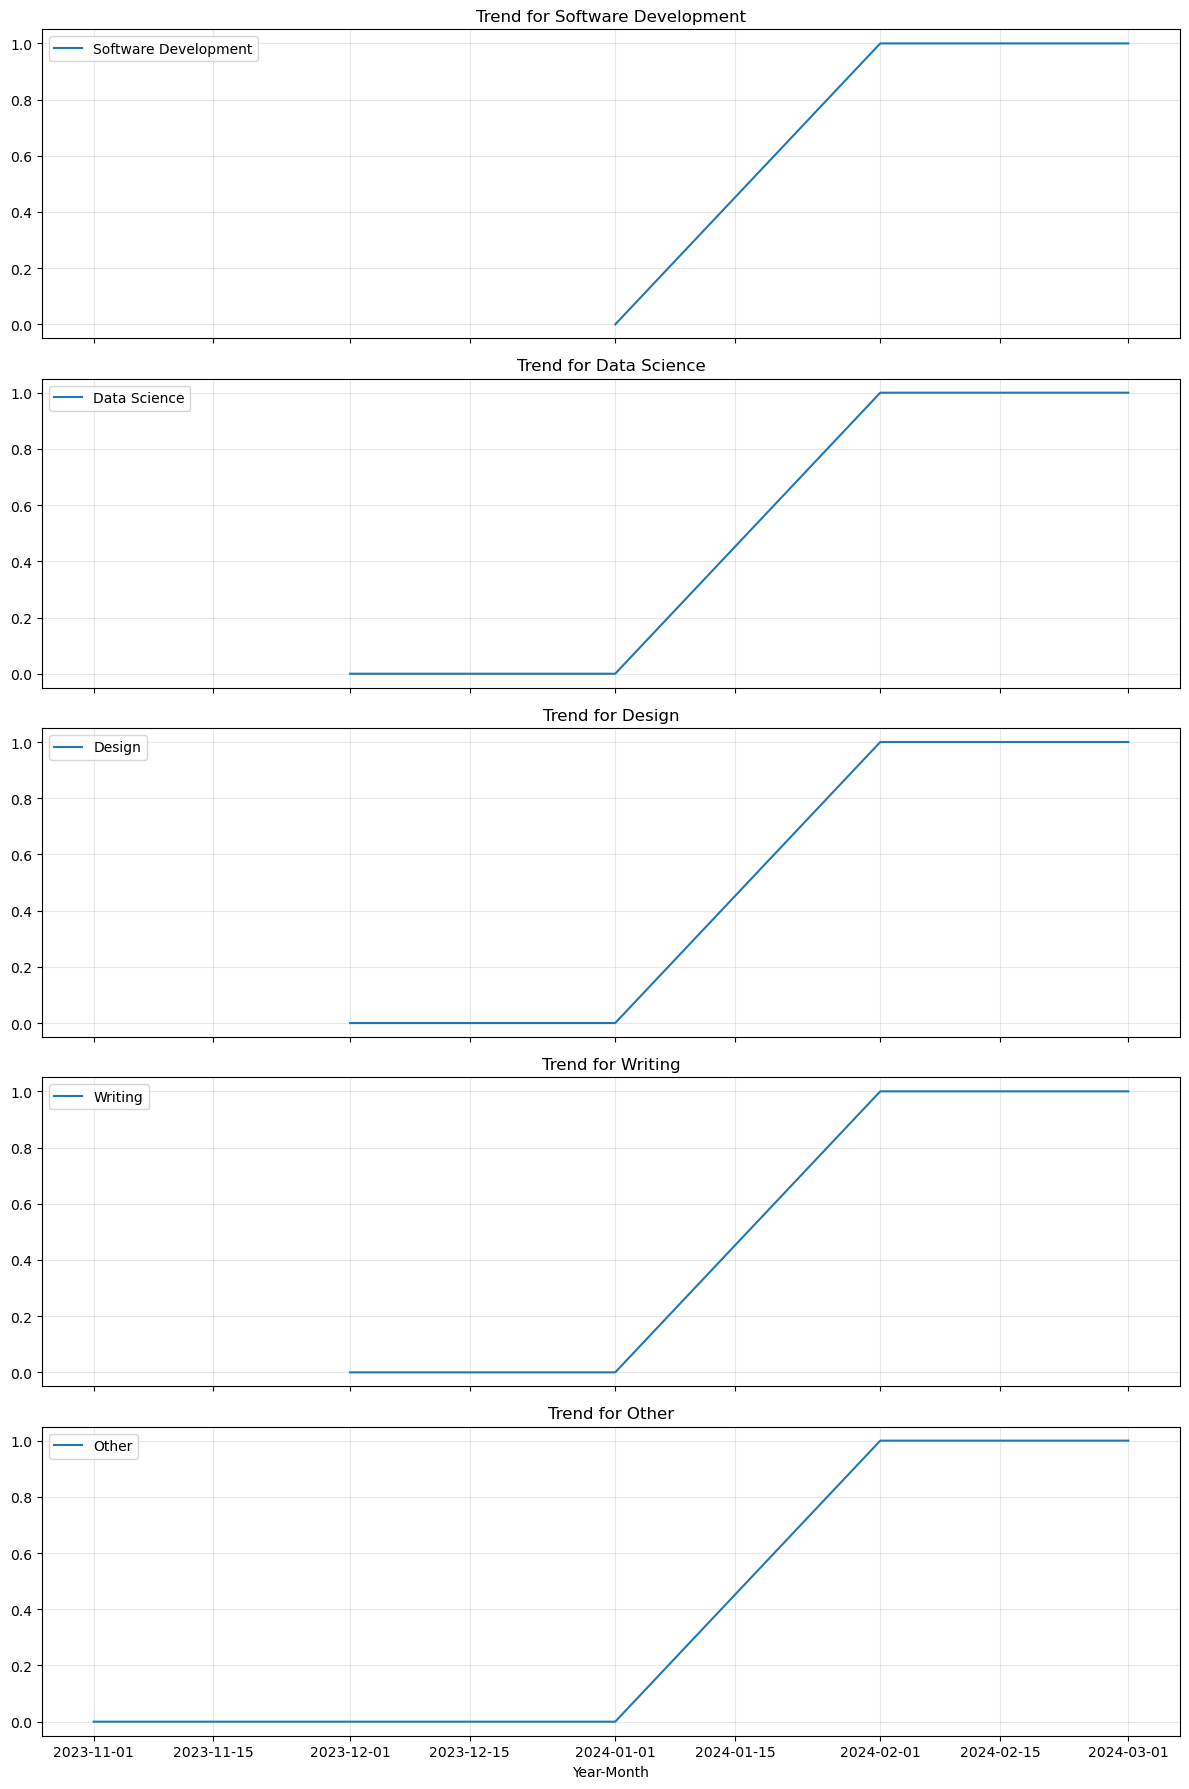 Trend for Software Development
Software Development
1.0
0.8
0.6
0.4
0.2
0.0
Trend for Data Science
Data Science
1.0
0.8
0.6
0.4
0.2
0.0
Trend for Design
Design
1.0
0.8
0.6
0.4
0.2
0.0
Trend for Writing
Writing
1.0
0.8
0.6
0.4
0.2
0.0
Trend for Other
Other
1.0
0.8
0.6
0.4
0.2
0.0
2023-11-01 2023-11-15 2023-12-01 2023-12-15 2024-01-01 2024-01-15 2024-02-01 2024-02-15 2024-03-01
Year-Month